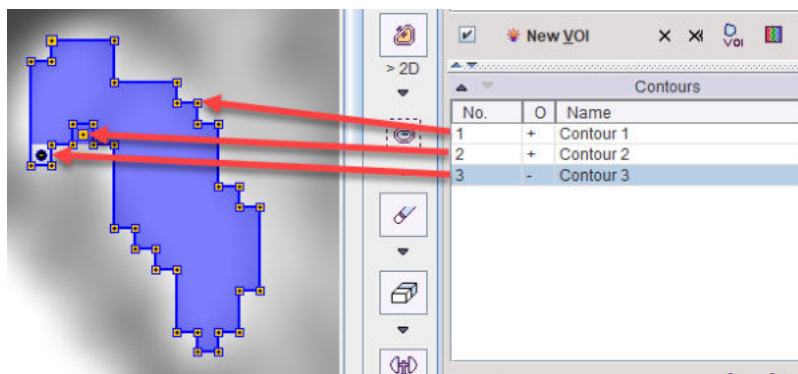 > 2D
New VOI
VOI
Contours
No. O Name
1 + Contour 1
2 + Contour 2
3 - Contour 3